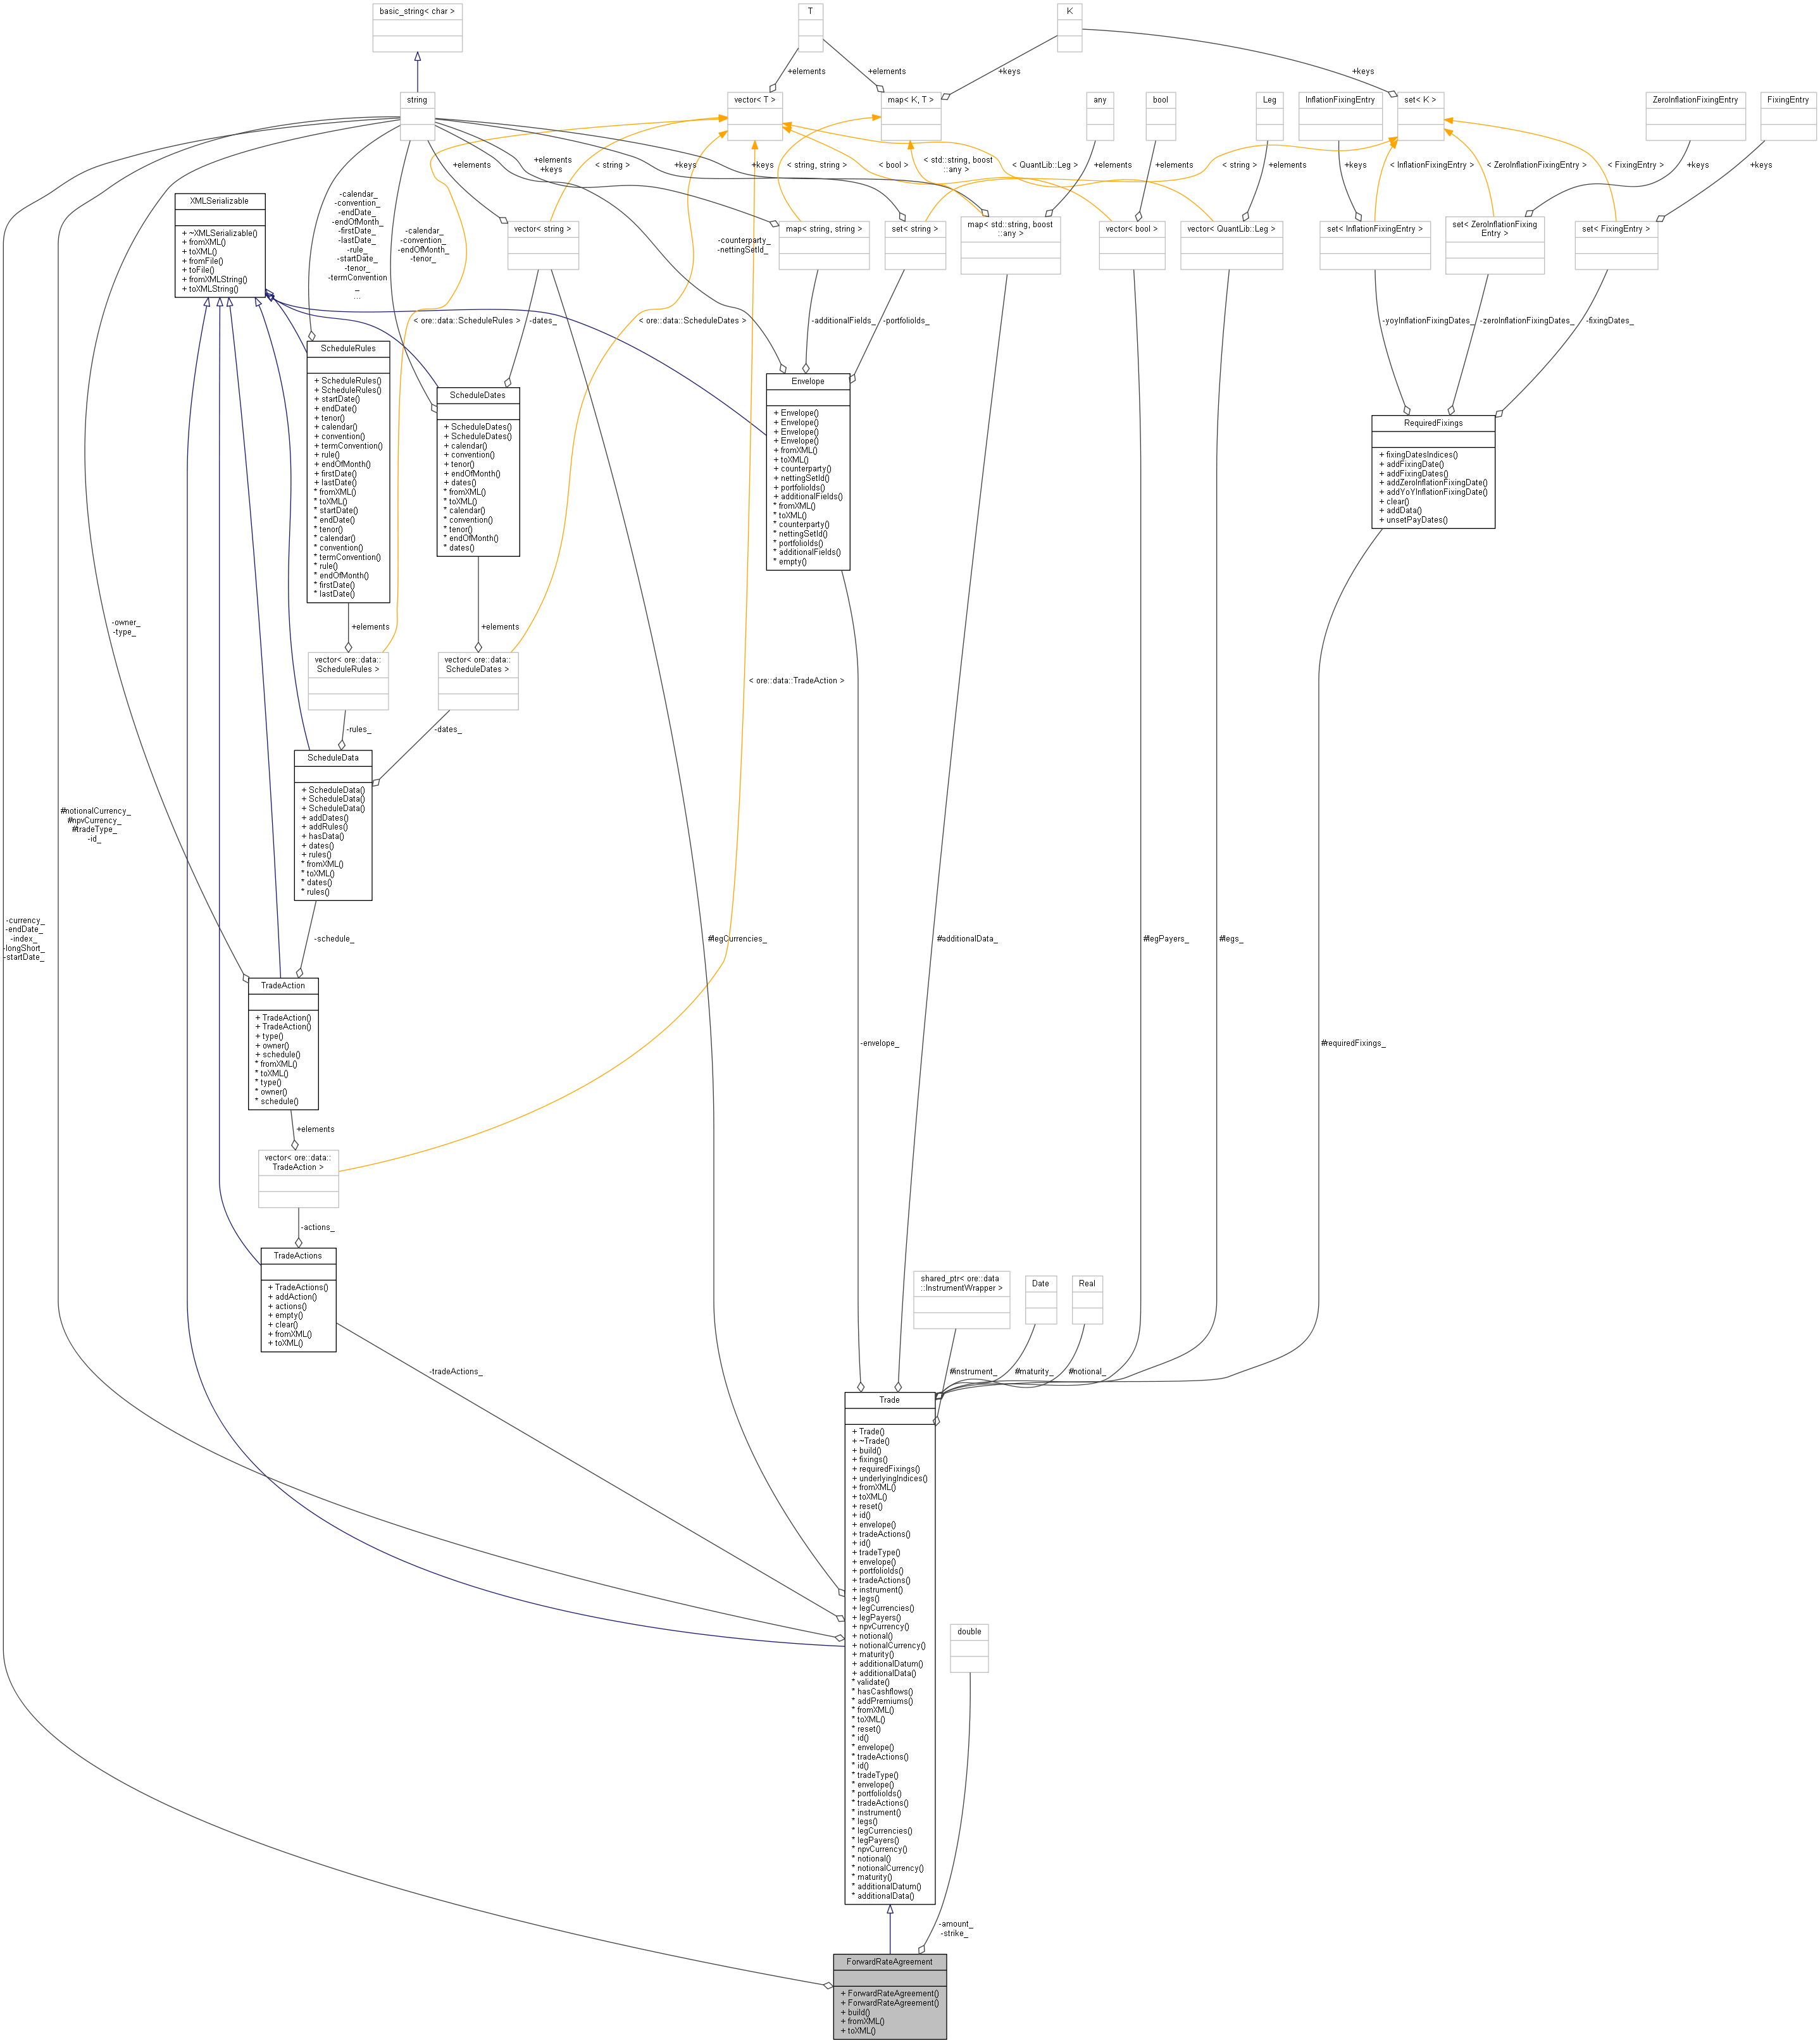 basic_string< char >
T
K
+elements
+elements
+keys
+keys
string
vector< T >
map< K, T >
any
bool
Leg
InflationFixingEntry
set< K >
ZeroInflationFixingEntry
FixingEntry
+elements
< string >
+elements
+keys
+keys
+keys
< string, string >
< bool >
< std::string, boost
::any >
+elements
< QuantLib::Leg >
+elements
+elements
< string >
+keys
< InflationFixingEntry >
< ZeroInflationFixingEntry >
+keys
< FixingEntry >
+keys
XMLSerializable
+ ~XMLSerializable()
+ fromXML()
+ toXML()
+ fromFile()
+ toFile()
+ fromXMLString()
+ toXMLString()
-calendar_
-convention_
-endDate_
-endOfMonth_
-firstDate_
-lastDate_
-rule_
-startDate_
-tenor_
-termConvention
_
...
-calendar_
-convention_
-endOfMonth_
-tenor_
vector< string >
-counterparty_
-nettingSetId_
map< string, string >
set< string >
map< std::string, boost
::any >
vector< bool >
vector< QuantLib::Leg >
set< InflationFixingEntry >
set< ZeroInflationFixing
Entry >
set< FixingEntry >
< ore::data::ScheduleRules >
-dates_
< ore::data::ScheduleDates >
-additionalFields_
-portfolioIds_
-yoyInflationFixingDates_
-zeroInflationFixingDates_
-fixingDates_
ScheduleRules
+ ScheduleRules()
+ ScheduleRules()
+ startDate()
+ endDate()
+ tenor()
+ calendar()
+ convention()
+ termConvention()
+ rule()
+ endOfMonth()
+ firstDate()
+ lastDate()
* fromXML()
* toXML()
* startDate()
* endDate()
* tenor()
* calendar()
* convention()
* termConvention()
* rule()
* endOfMonth()
* firstDate()
* lastDate()
ScheduleDates
+ ScheduleDates()
+ ScheduleDates()
+ calendar()
+ convention()
+ tenor()
+ endOfMonth()
+ dates()
* fromXML()
* toXML()
* calendar()
* convention()
* tenor()
* endOfMonth()
* dates()
Envelope
+ Envelope()
+ Envelope()
+ Envelope()
+ Envelope()
+ fromXML()
+ toXML()
+ counterparty()
+ nettingSetId()
+ portfolioIds()
+ additionalFields()
* fromXML()
* toXML()
* counterparty()
* nettingSetId()
* portfolioIds()
* additionalFields()
* empty()
RequiredFixings
+ fixingDatesIndices()
+ addFixingDate()
+ addFixingDates()
+ addZeroInflationFixingDate()
+ addYoYInflationFixingDate()
+ clear()
+ addData()
+ unsetPayDates()
+elements
+elements
-owner_
-type_
vector< ore::data::
ScheduleRules >
vector< ore::data::
ScheduleDates >
< ore::data::TradeAction >
-rules_
-dates_
ScheduleData
+ ScheduleData()
+ ScheduleData()
+ ScheduleData()
+ addDates()
+ addRules()
+ hasData()
+ dates()
+ rules()
* fromXML()
* toXML()
* dates()
* rules()
#notionalCurrency_
#npvCurrency_
#tradeType_
-id_
-currency_
-endDate_
-index_
-longShort_
-startDate_
-schedule_
#legCurrencies_
#additionalData_
#legPayers_
#legs_
TradeAction
+ TradeAction()
+ TradeAction()
+ type()
+ owner()
+ schedule()
* fromXML()
* toXML()
* type()
* owner()
* schedule()
-envelope_
#requiredFixings_
+elements
vector< ore::data::
TradeAction >
-actions_
TradeActions
+ TradeActions()
+ addAction()
+ actions()
+ empty()
+ clear()
+ fromXML()
+ toXML()
shared_ptr< ore::data
::InstrumentWrapper >
Date
Real
-tradeActions_
#instrument_
#maturity_
#notional_
Trade
+ Trade()
+ ~Trade()
+ build()
+ fixings()
+ requiredFixings()
+ underlyingIndices()
+ fromXML()
+ toXML()
+ reset()
+ id()
+ envelope()
+ tradeActions()
+ id()
+ tradeType()
+ envelope()
+ portfolioIds()
+ tradeActions()
+ instrument()
+ legs()
+ legCurrencies()
+ legPayers()
+ npvCurrency()
+ notional()
+ notionalCurrency()
+ maturity()
+ additionalDatum()
+ additionalData()
* validate()
* hasCashflows()
* addPremiums()
* fromXML()
* toXML()
* reset()
* id()
* envelope()
* tradeActions()
* id()
* tradeType()
* envelope()
* portfolioIds()
* tradeActions()
* instrument()
* legs()
* legCurrencies()
* legPayers()
* npvCurrency()
* notional()
* notionalCurrency()
* maturity()
* additionalDatum()
* additionalData()
double
-amount_
-strike_
ForwardRateAgreement
+ ForwardRateAgreement()
+ ForwardRateAgreement()
+ build()
+ fromXML()
+ toXML()